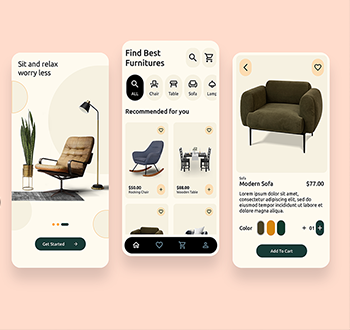 Sit and relax
worry less
Get Started
Find Best
Furnitures
ALL
Chair
Table
Sofa
Lamp
Recommended for you
$50.00
Rocking Chair
$88.00
Wooden Table
Sofa
Modern Sofa
$77.00
Lorem ipsum dolor sit amet,
consectetur adipiscing elit, sed do
eiusmod tempor incididunt ut labore et
dolore magna aliqua.
Color
01
Add To Cart